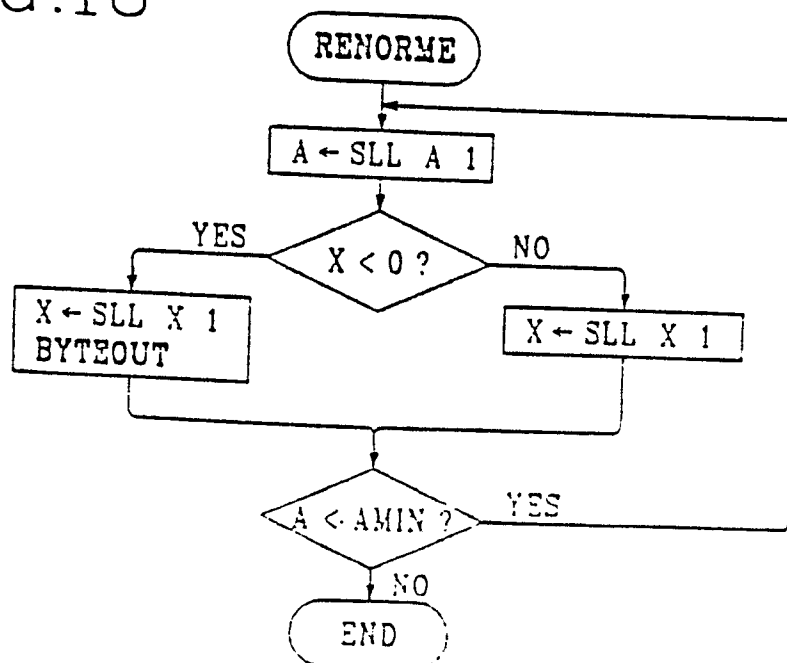 RENORME
A ← SLL A 1
YES
X < 0 ?
NO
X ← SLL X 1
BYTEOUT
X ← SLL X 1
A < AMIN ?
YES
NO
END